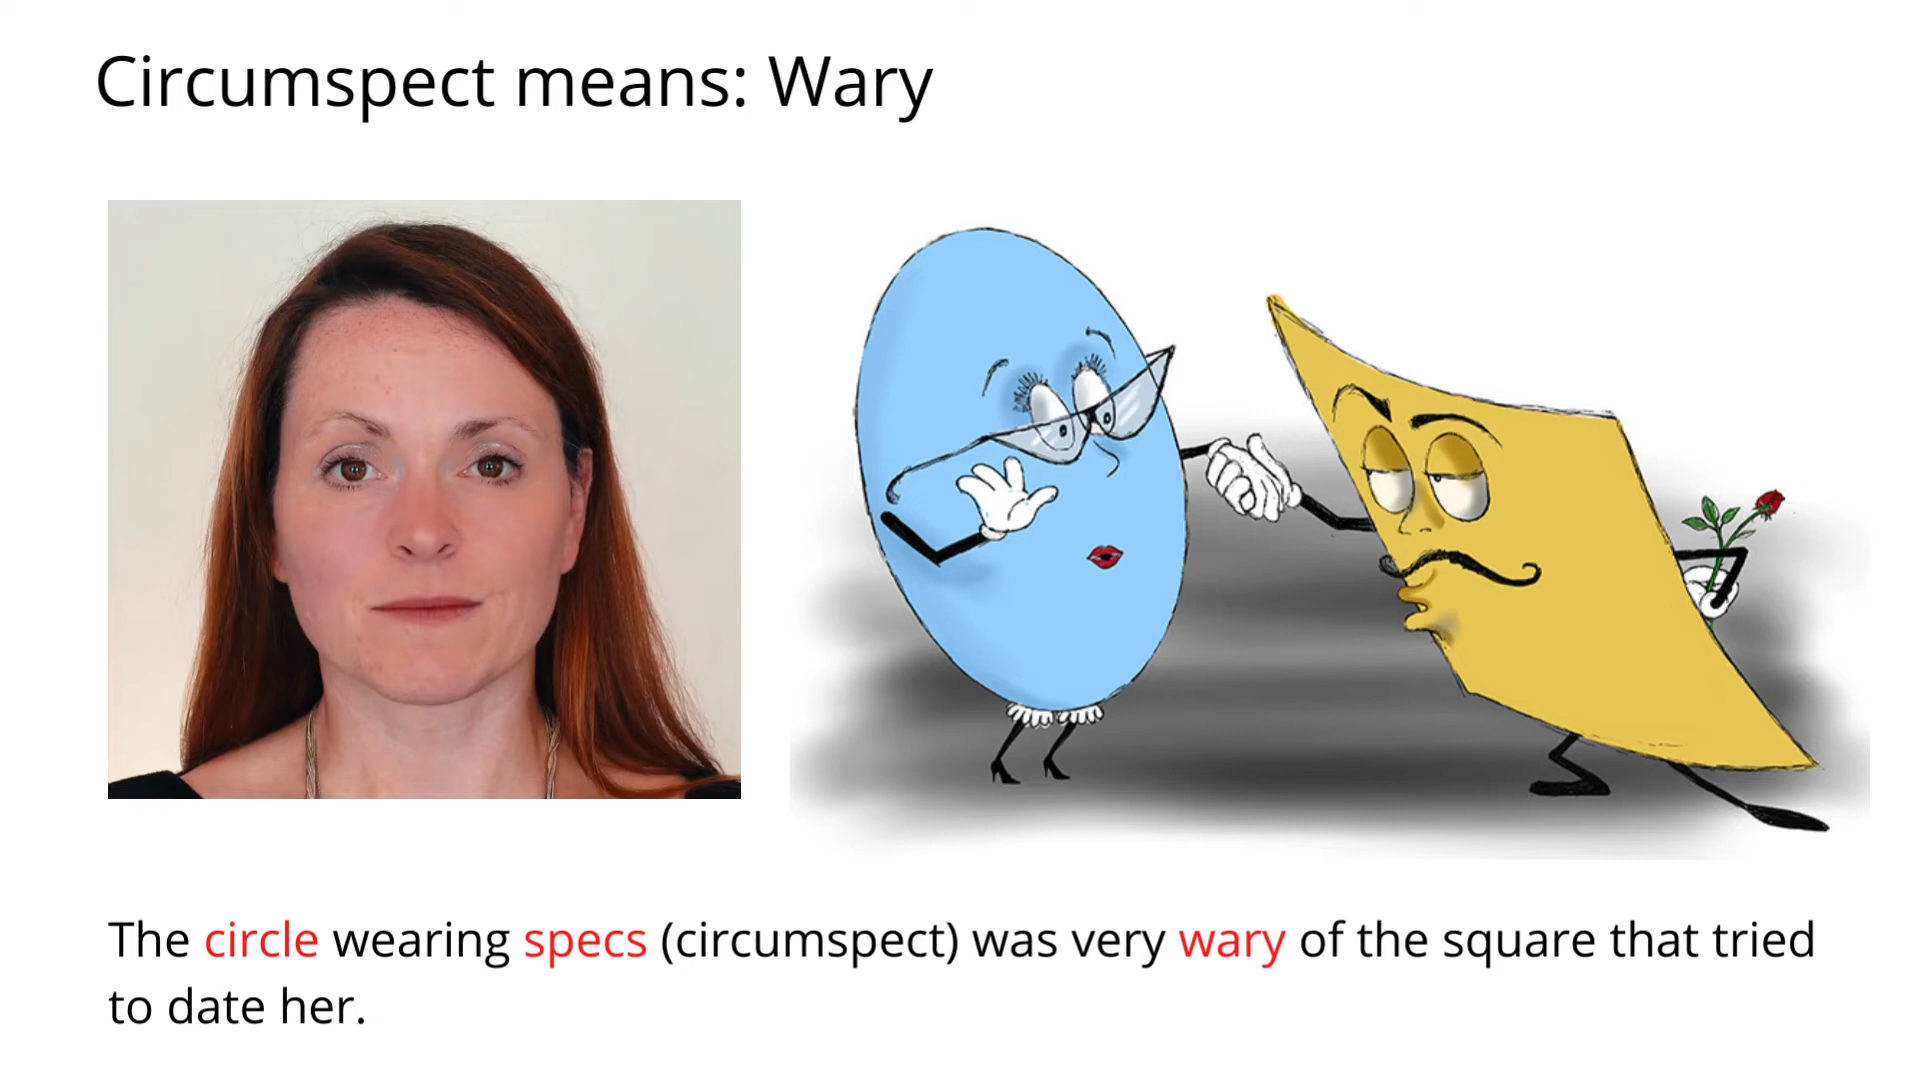 Circumspect means: Wary
The circle wearing specs (circumspect) was very wary of the square that tried
to date her.